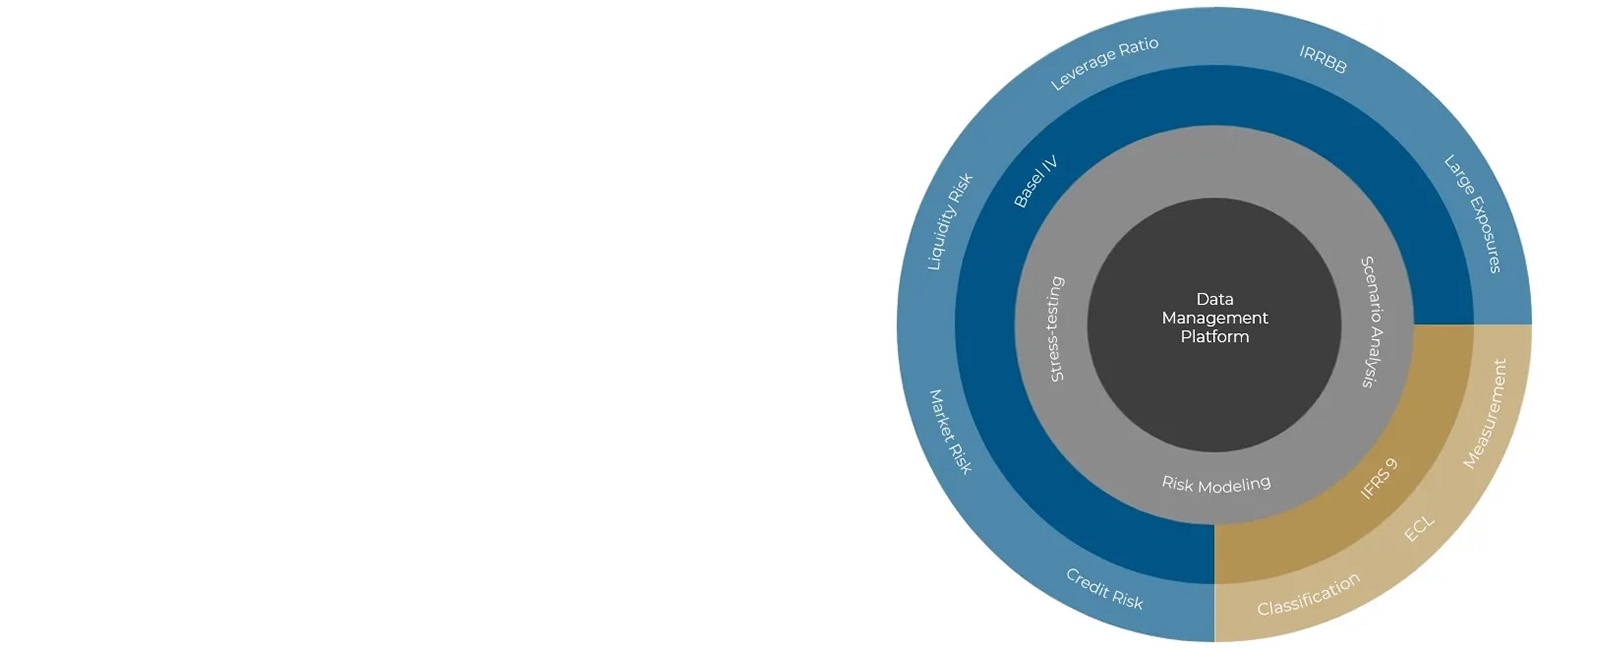 Leverage Ratio
IRRBB
Liquidity Risk
Basel IV
Large Exposures
Stress-testing
Data
Management
Platform
Scenario Analysis
Market Risk
Risk Modeling
IFRS 9
Measurement
ECL
Credit Risk
Classification